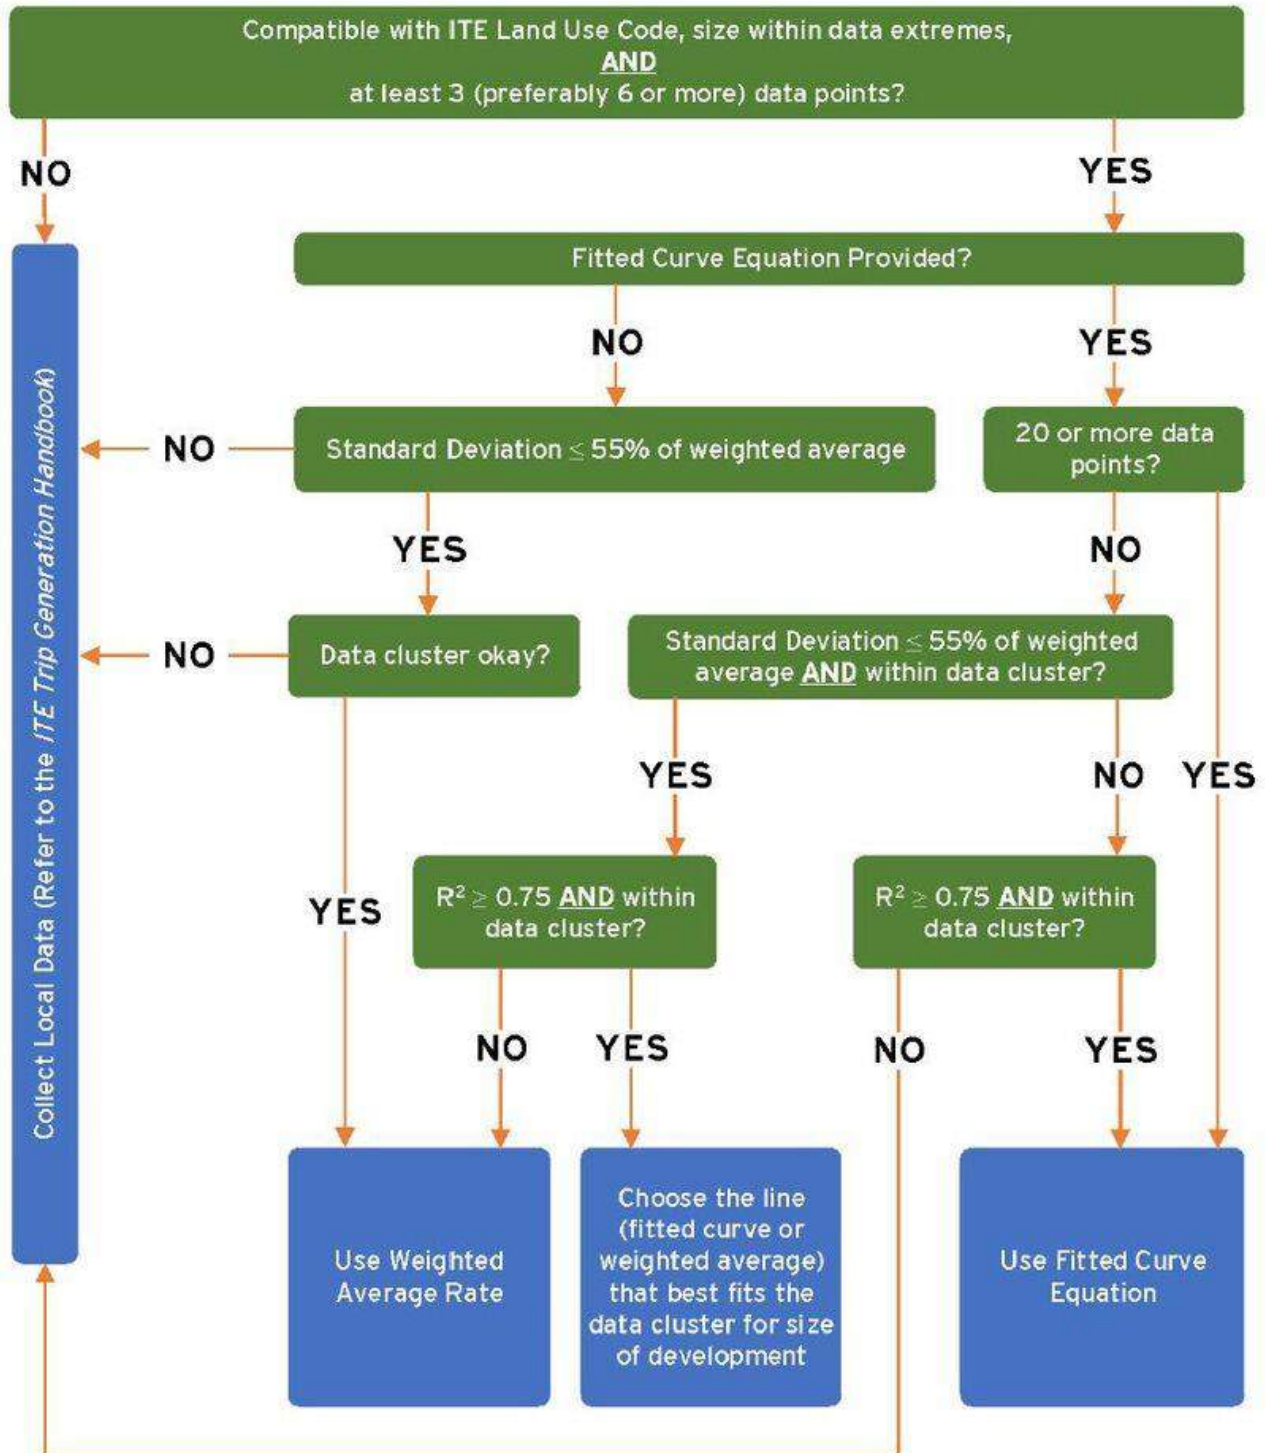 Compatible with ITE Land Use Code, size within data extremes,
AND
at least 3 (preferably 6 or more) data points?
NO
YES
Fitted Curve Equation Provided?
NO
YES
Standard Deviation ≤ 55% of weighted average
20 or more data
points?
NO
YES
NO
Data cluster okay?
Standard Deviation ≤ 55% of weighted
average AND within data cluster?
NO
YES
NO
YES
R² ≥ 0.75 AND within
data cluster?
R² ≥ 0.75 AND within
data cluster?
YES
NO
YES
NO
YES
Collect Local Data (Refer to the ITE Trip Generation Handbook)
Use Weighted
Average Rate
Choose the line
(fitted curve or
weighted average)
that best fits the
data cluster for size
of development
Use Fitted Curve
Equation